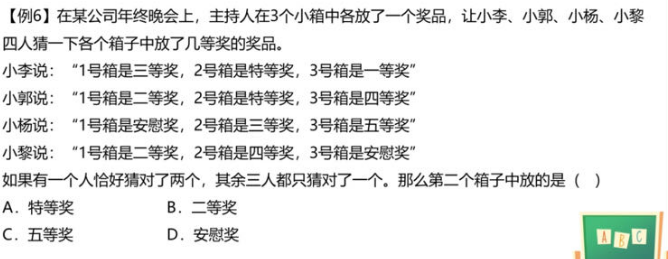 【例6】在某公司年终晚会上，主持人在3个小箱中各放了一个奖品，让小李、小郭、小杨、小黎
四人猜一下各个箱子中放了几等奖的奖品。
小李说：“1号箱是三等奖，2号箱是特等奖，3号箱是一等奖”
小郭说：“1号箱是二等奖，2号箱是特等奖，3号箱是四等奖”
小杨说：“1号箱是安慰奖，2号箱是三等奖，3号箱是五等奖”
小黎说：“1号箱是二等奖，2号箱是四等奖，3号箱是安慰奖”
如果有一个人恰好猜对了两个，其余三人都只猜对了一个。那么第二个箱子中放的是（ ）
A．特等奖 B．二等奖
C．五等奖 D．安慰奖
A B C